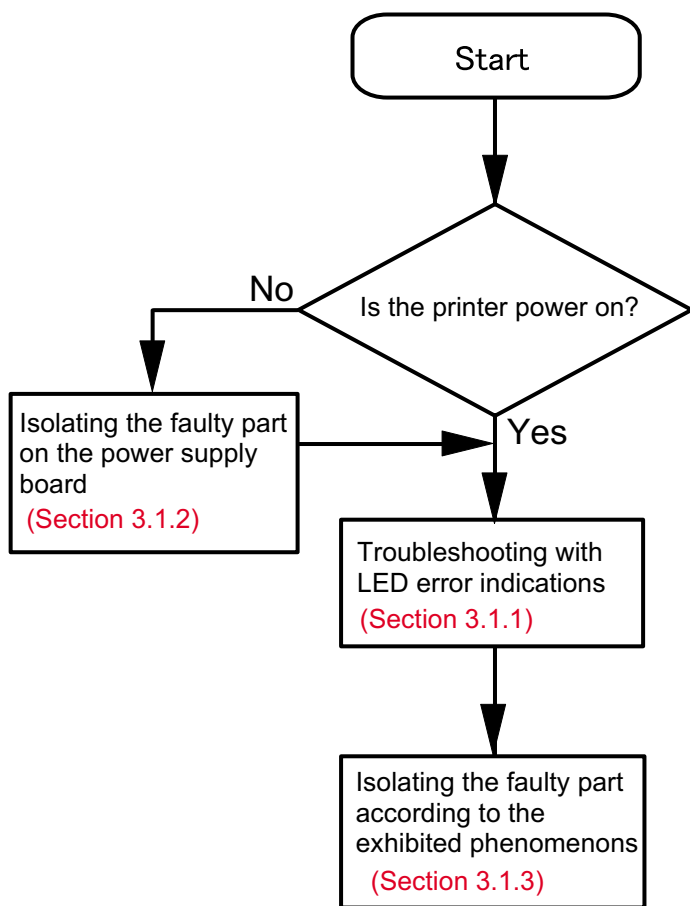 Start
Is the printer power on?
No
Yes
Isolating the faulty part
on the power supply
board
(Section 3.1.2)
Troubleshooting with
LED error indications
(Section 3.1.1)
Isolating the faulty part
according to the
exhibited phenomenons
(Section 3.1.3)